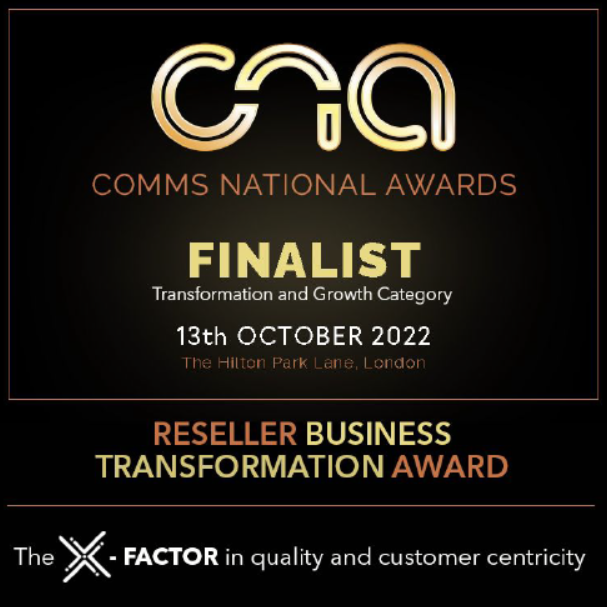 cna
COMMS NATIONAL AWARDS
FINALIST
Transformation and Growth Category
13th OCTOBER 2022
The Hilton Park Lane, London
RESELLER BUSINESS
TRANSFORMATION AWARD
The X - FACTOR in quality and customer centricity